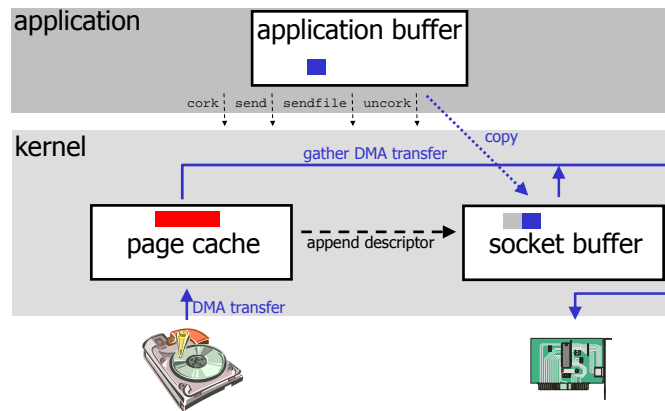 application
application buffer
cork send sendfile uncork
copy
kernel
gather DMA transfer
page cache
append descriptor
socket buffer
DMA transfer